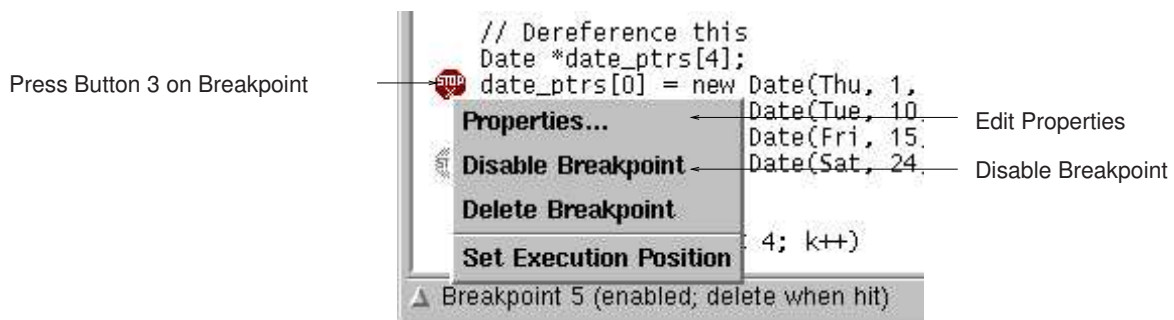 // Dereference this
Date *date_ptrs[4];
Press Button 3 on Breakpoint
STOP
date_ptrs[0] = new Date(Thu, 1,
Properties...
Date(Tue, 10,
Edit Properties
Date(Fri, 15,
Disable Breakpoint
Date(Sat, 24,
Disable Breakpoint
Delete Breakpoint
4; k++)
Set Execution Position
Breakpoint 5 (enabled; delete when hit)